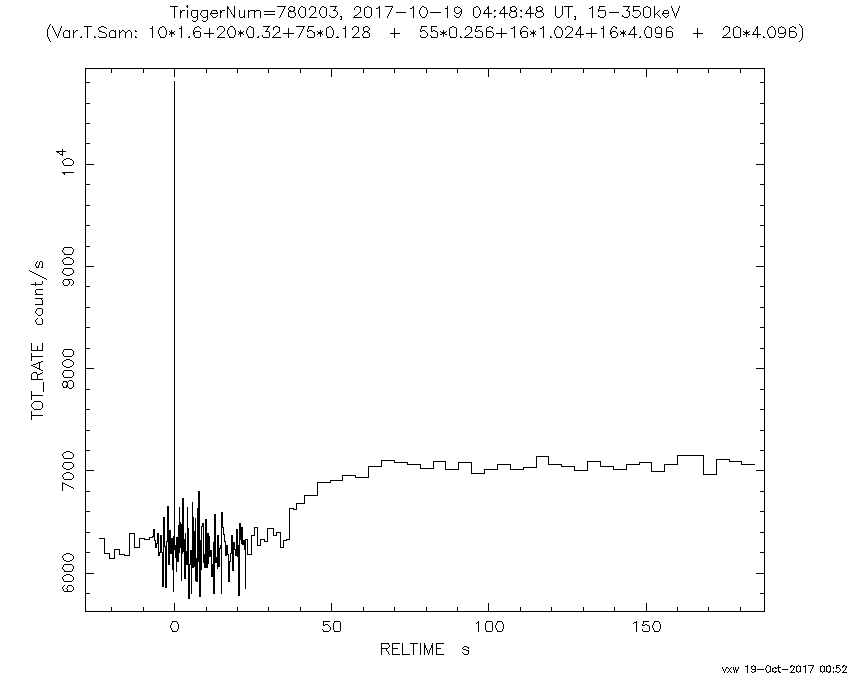 TriggerNum=780203, 2017-10-19 04:48:48 UT, 15-350keV
(Var.T.Sam: 10*1.6+20*0.32+75*0.128 + 55*0.256+16*1.024+16*4.096 + 20*4.096)
10⁴
9000
8000
7000
6000
TOT_RATE count/s
0 50 100 150
RELTIME s
vxw 19-Oct-2017 00:52